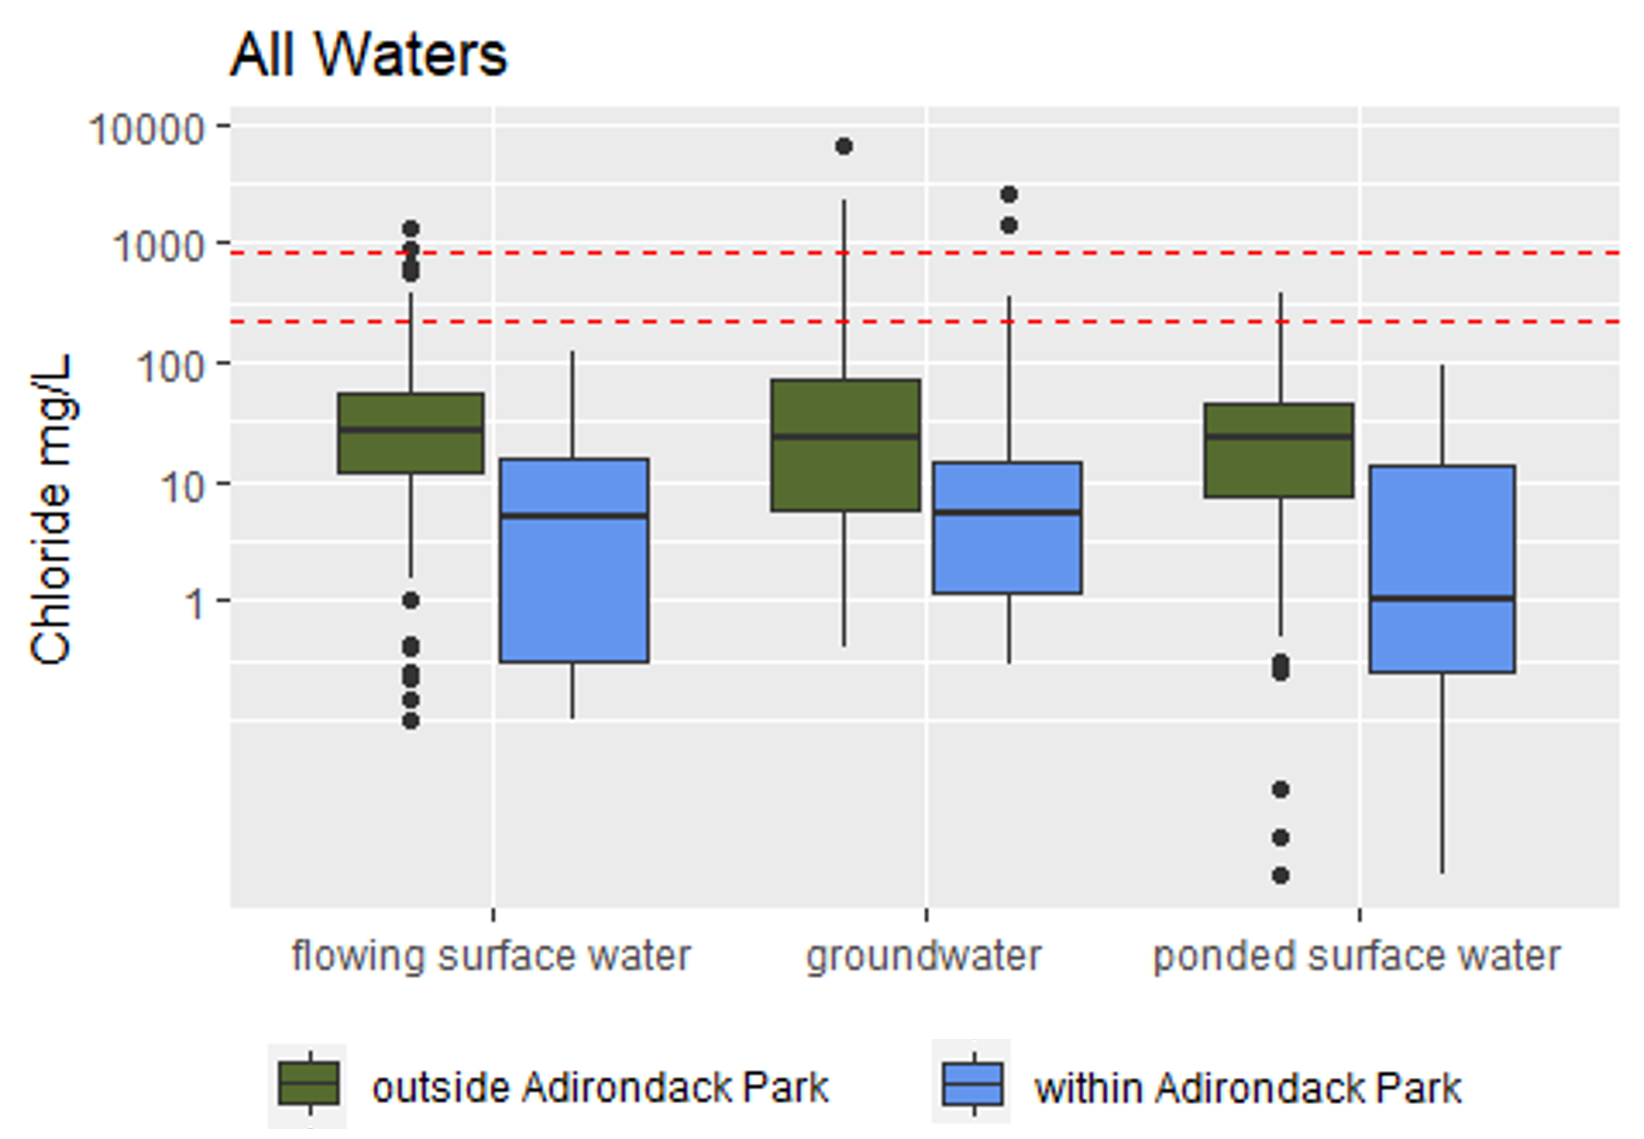 All Waters
10000
1000
100
10
1
Chloride mg/L
flowing surface water groundwater ponded surface water
outside Adirondack Park within Adirondack Park